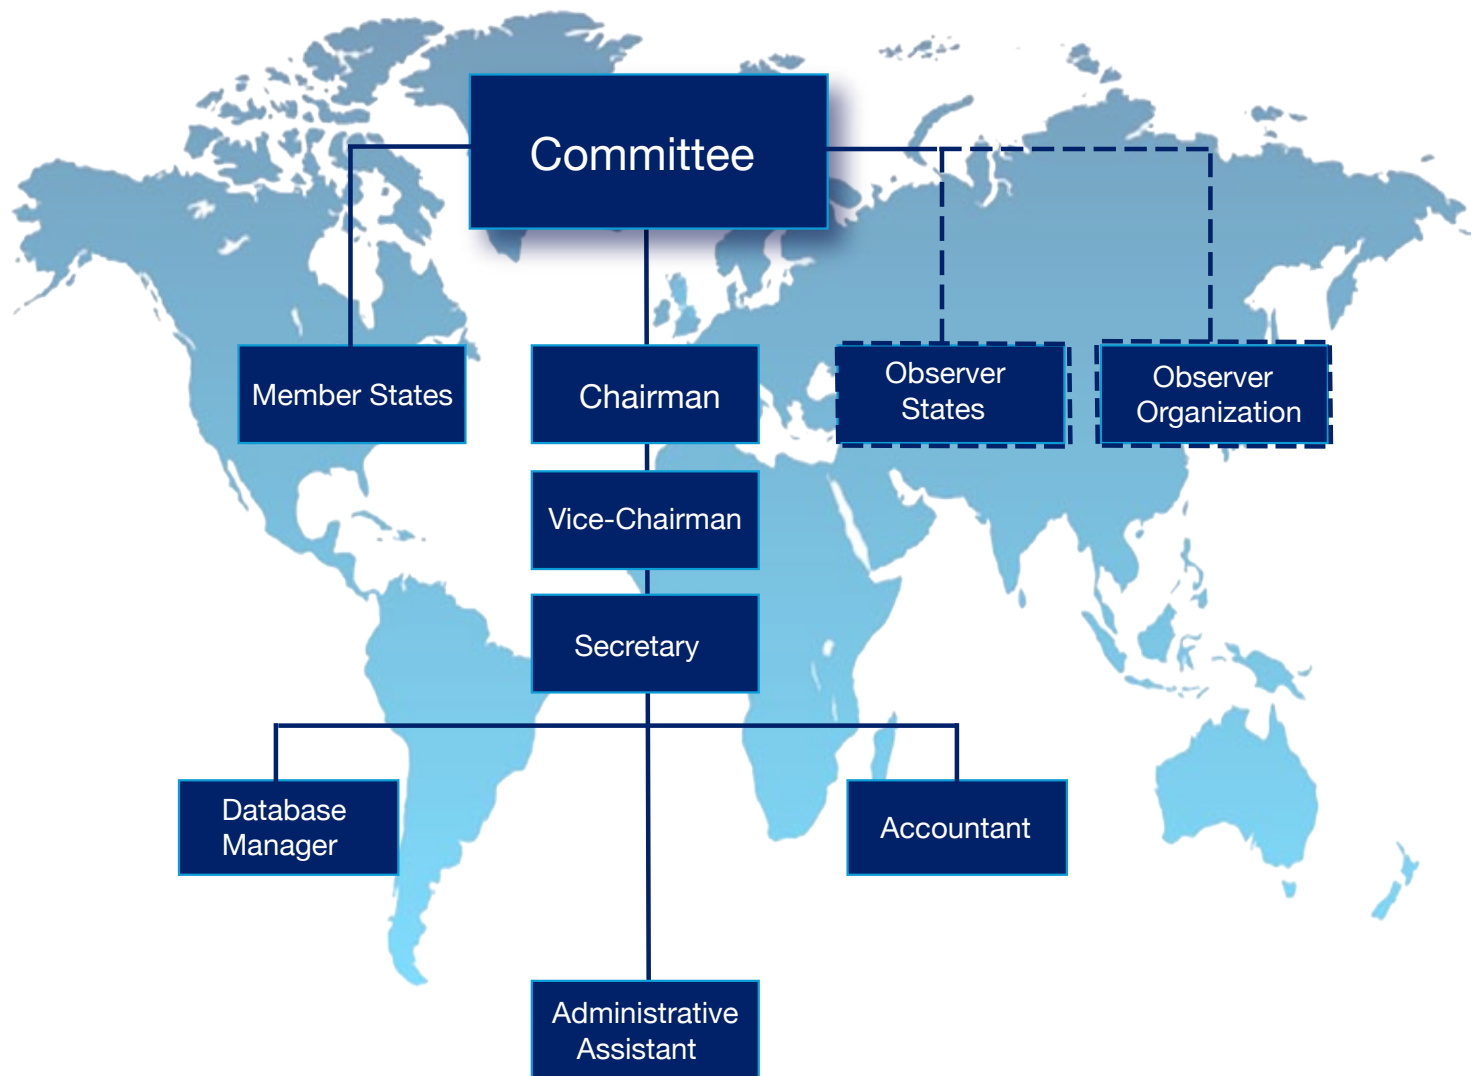 Committee
Member States
Chairman
Observer
States
Observer
Organization
Vice-Chairman
Secretary
Database
Manager
Accountant
Administrative
Assistant